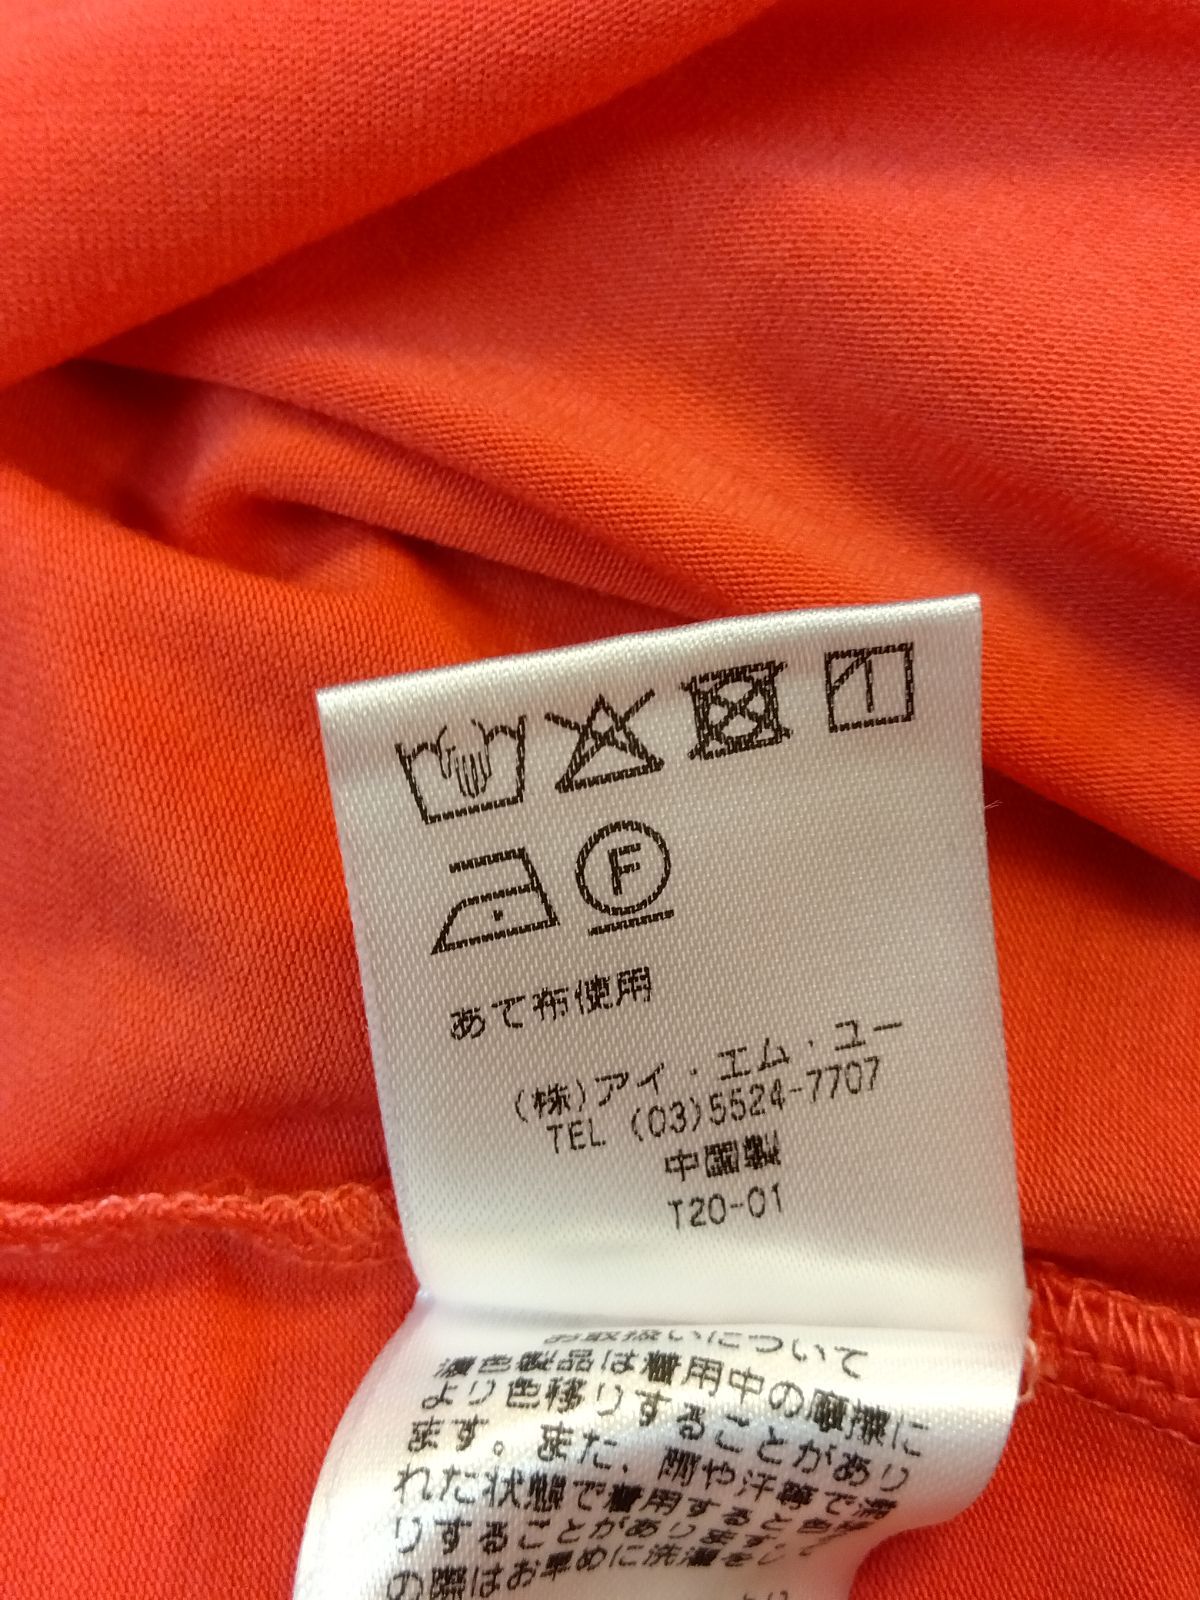 F
あて布使用
(株)アイ・エム・ユー
TEL (03)5524-7707
中国製
T20-01
お取扱いについて
濃色製品は着用中の摩擦に
より色移りすることがあり
ます。また、雨や汗等で濡
れた状態で着用すると色移
りすることがあります。
の際はお早めに洗濯をして